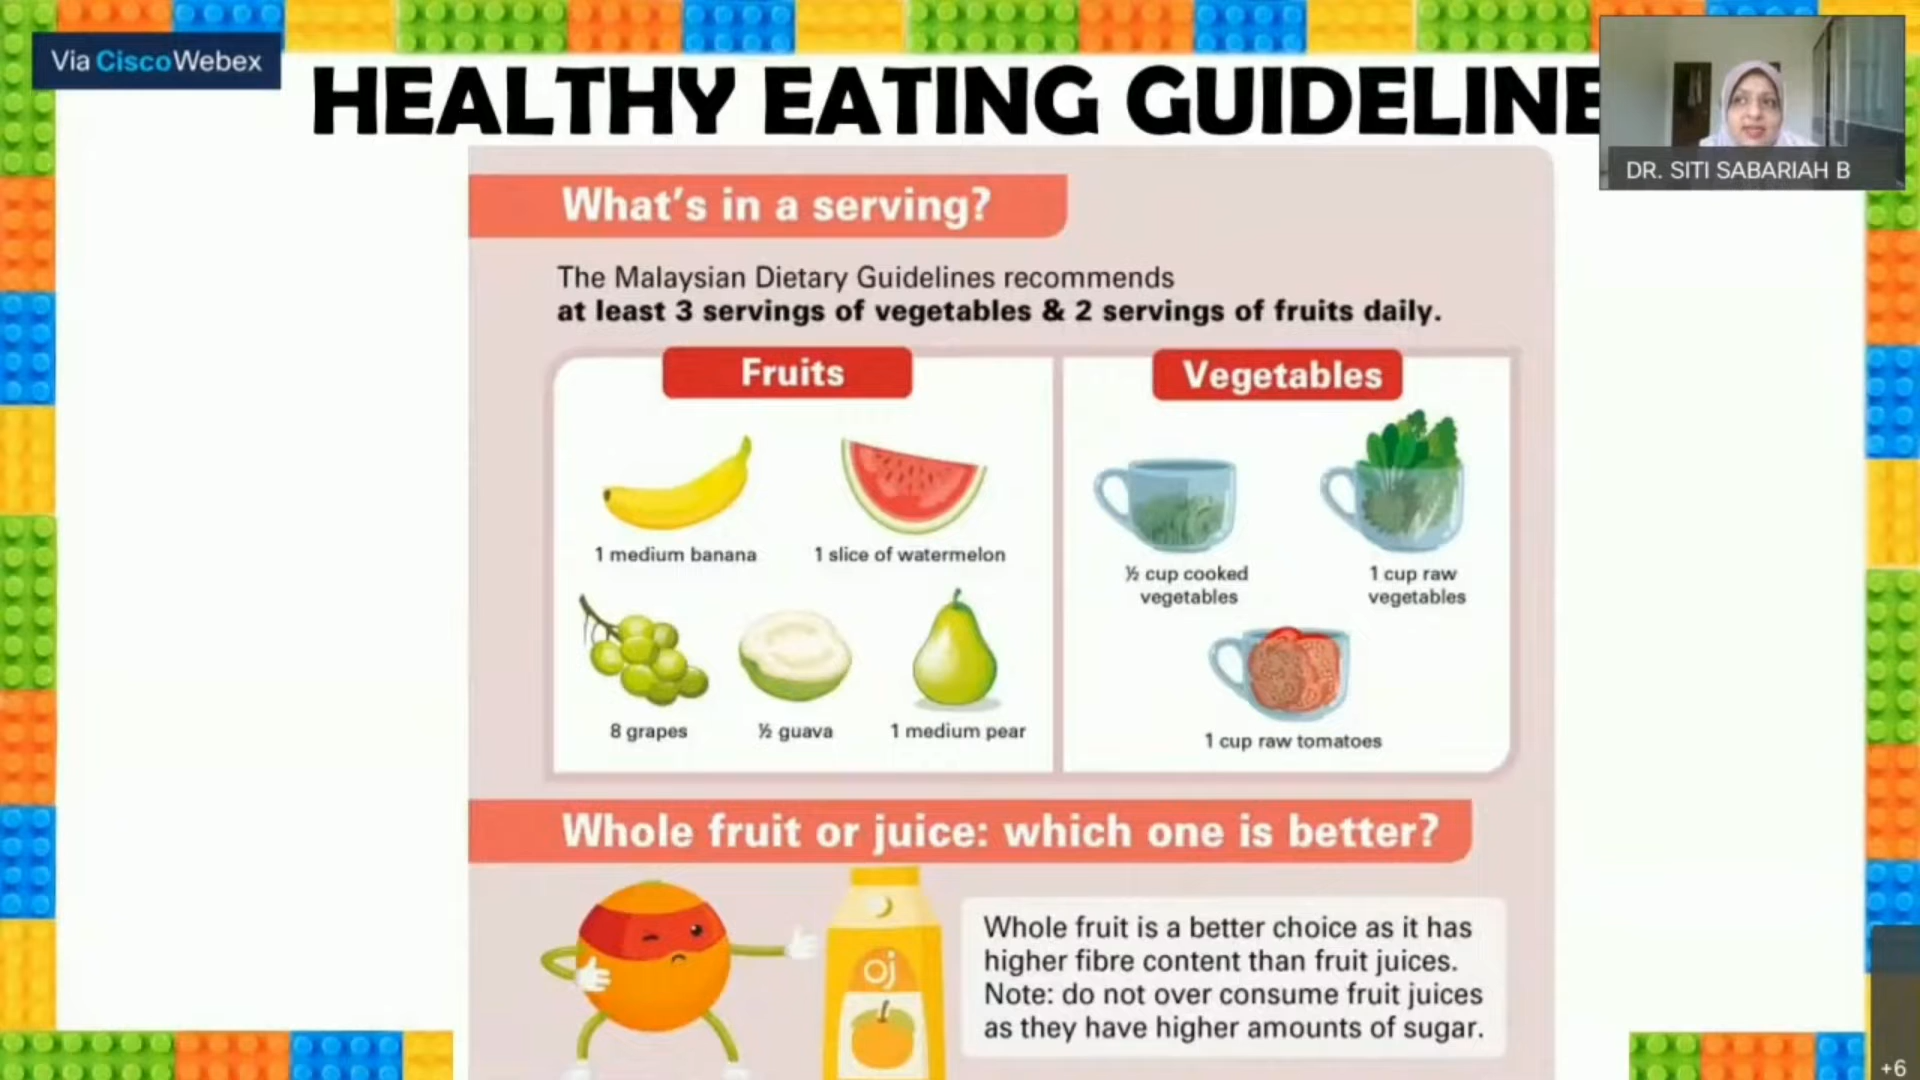 Via CiscoWebex
HEALTHY EATING GUIDELINE
DR. SITI SABARIAH B
What's in a serving?
The Malaysian Dietary Guidelines recommends
at least 3 servings of vegetables & 2 servings of fruits daily.
Fruits
1 medium banana
1 slice of watermelon
8 grapes
½ guava
1 medium pear
Vegetables
½ cup cooked
vegetables
1 cup raw
vegetables
1 cup raw tomatoes
Whole fruit or juice: which one is better?
oj
Whole fruit is a better choice as it has
higher fibre content than fruit juices.
Note: do not over consume fruit juices
as they have higher amounts of sugar.
+6